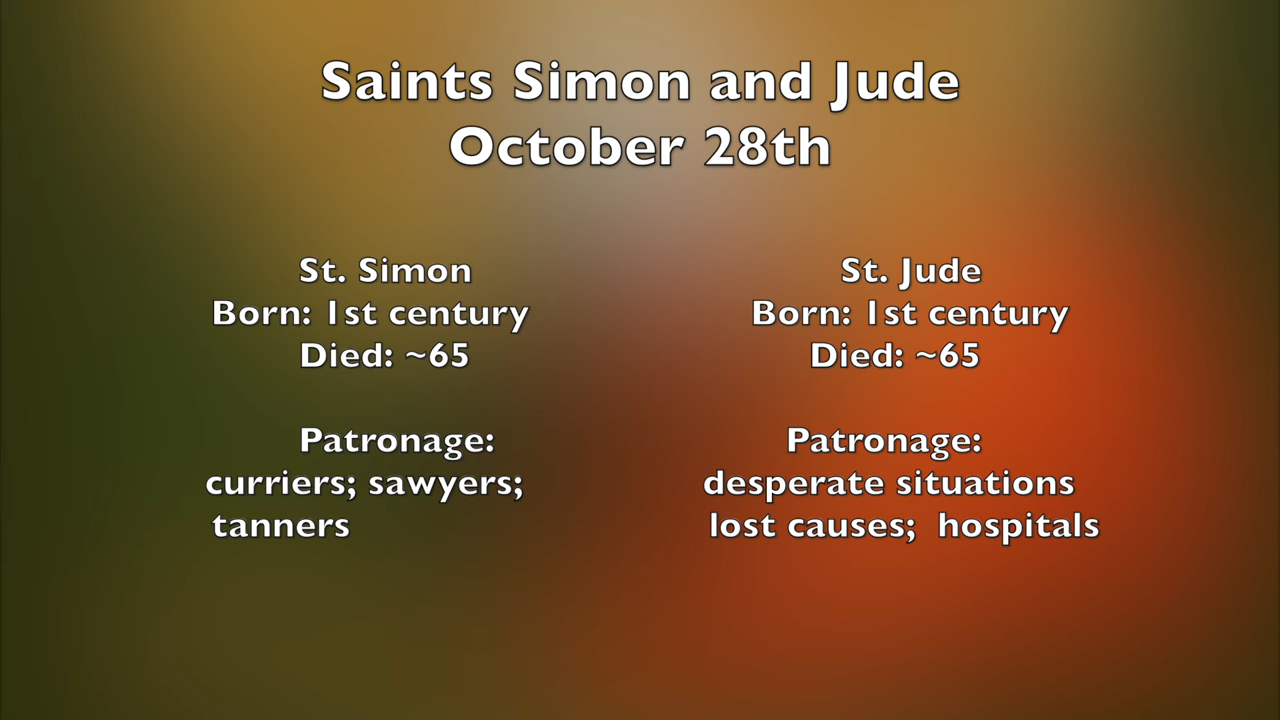 Saints Simon and Jude
October 28th
St. Simon
Born: 1st century
Died: ~65
Patronage:
curriers; sawyers;
tanners
St. Jude
Born: 1st century
Died: ~65
Patronage:
desperate situations
lost causes;  hospitals